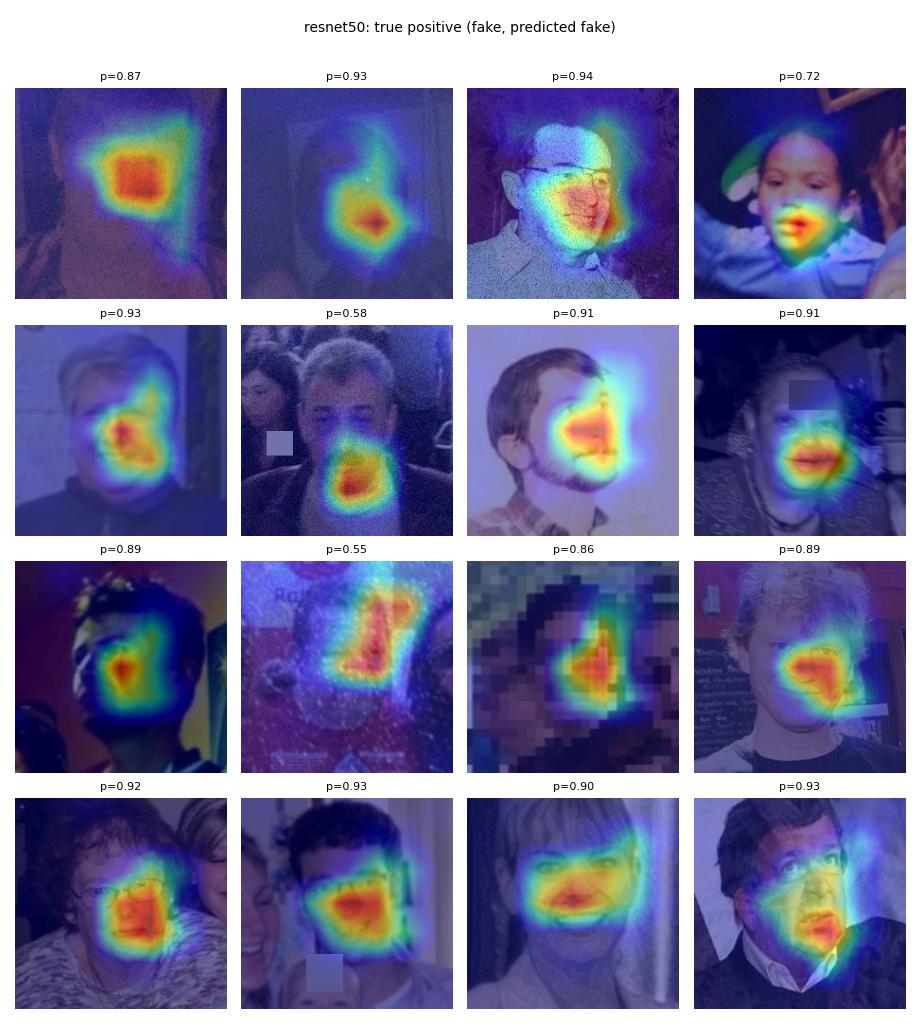 resnet50: true positive (fake, predicted fake)
p=0.87
p=0.93
p=0.94
p=0.72
p=0.93
p=0.58
p=0.91
p=0.91
p=0.89
p=0.55
p=0.86
p=0.89
p=0.92
p=0.93
p=0.90
p=0.93